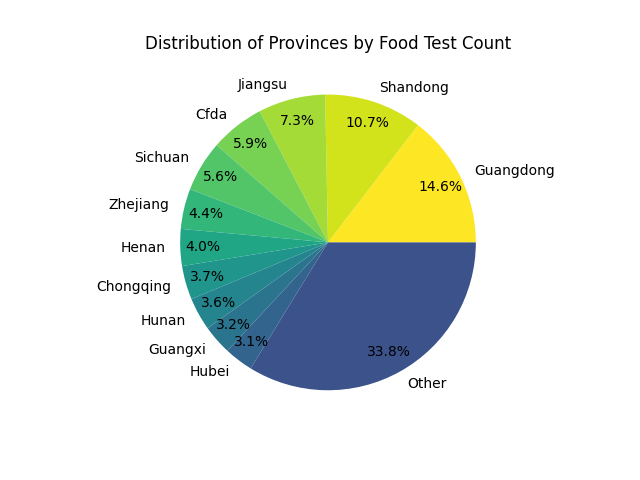 Distribution of Provinces by Food Test Count
Guangdong
14.6%
Shandong
10.7%
Jiangsu
7.3%
Cfda
5.9%
Sichuan
5.6%
Zhejiang
4.4%
Henan
4.0%
Chongqing
3.7%
Hunan
3.6%
Guangxi
3.2%
Hubei
3.1%
Other
33.8%